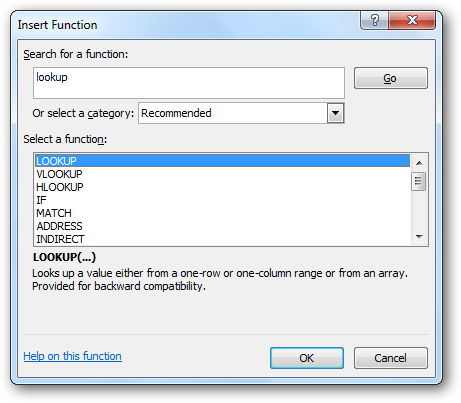 Insert Function
?
Search for a function:
lookup
Go
Or select a category: Recommended
Select a function:
LOOKUP
VLOOKUP
HLOOKUP
IF
MATCH
ADDRESS
INDIRECT
LOOKUP(...)
Looks up a value either from a one-row or one-column range or from an array.
Provided for backward compatibility.
Help on this function
OK Cancel